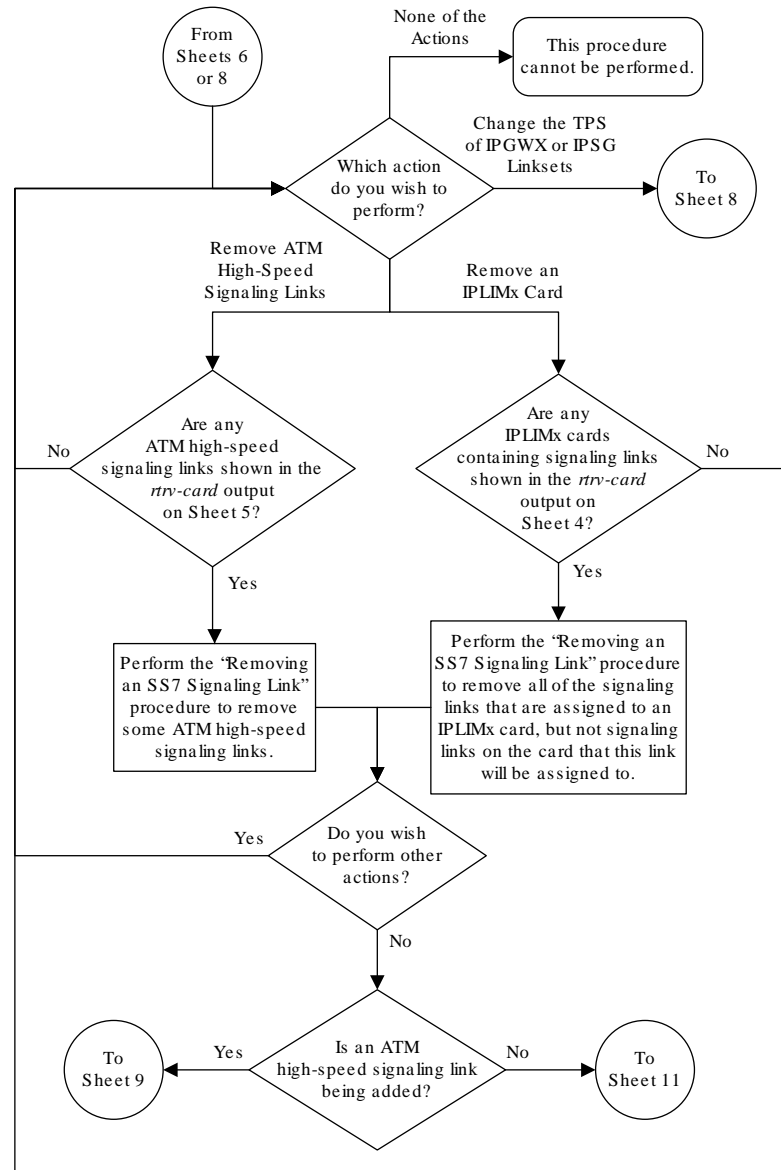 None of the
Actions
From
Sheets 6
or 8
This procedure
cannot be performed.
Which action
do you wish to
perform?
Change the TPS
of IPGWX or IPSG
Linksets
To
Sheet 8
Remove ATM
High-Speed
Signaling Links
Remove an
IPLIMx Card
No
Are any
ATM high-speed
signaling links shown in the
rtrv-card output
on Sheet 5?
Are any
IPLIMx cards
containing signaling links
shown in the rtrv-card
output on
Sheet 4?
No
Yes
Yes
Perform the “Removing
an SS7 Signaling Link”
procedure to remove
some ATM high-speed
signaling links.
Perform the “Removing an
SS7 Signaling Link” procedure
to remove all of the signaling
links that are assigned to an
IPLIMx card, but not signaling
links on the card that this link
will be assigned to.
Yes
Do you wish
to perform other
actions?
No
To
Sheet 9
Yes
Is an ATM
high-speed signaling link
being added?
No
To
Sheet 11